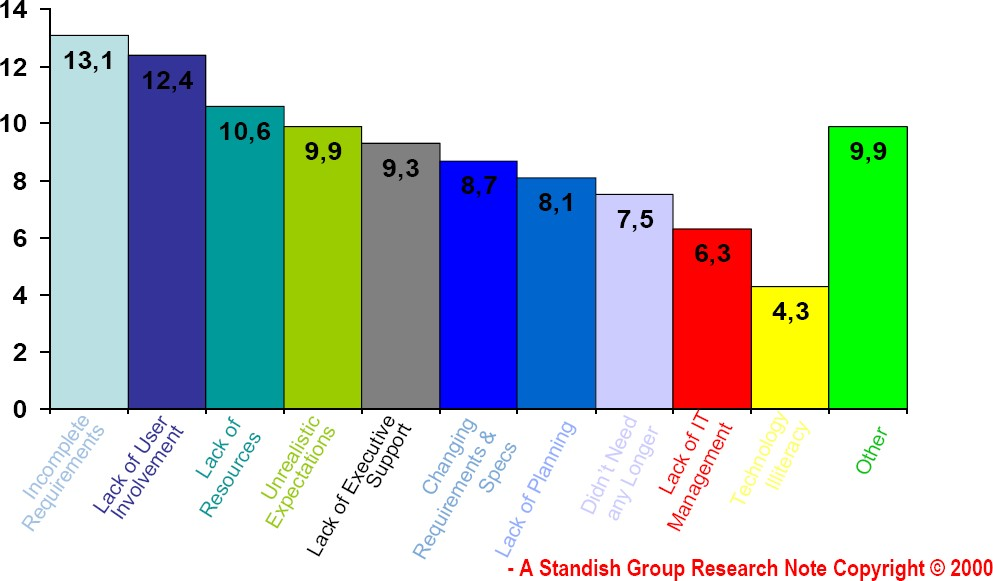 14
12
10
8
6
4
2
0
13,1
12,4
10,6
9,9
9,3
8,7
8,1
7,5
6,3
4,3
9,9
Incomplete
Requirements
Lack of User
Involvement
Lack of
Resources
Unrealistic
Expectations
Lack of Executive
Support
Changing
Requirements &
Specs
Lack of Planning
Didn't Need
any Longer
Lack of IT
Management
Technology
Illiteracy
Other
- A Standish Group Research Note Copyright © 2000